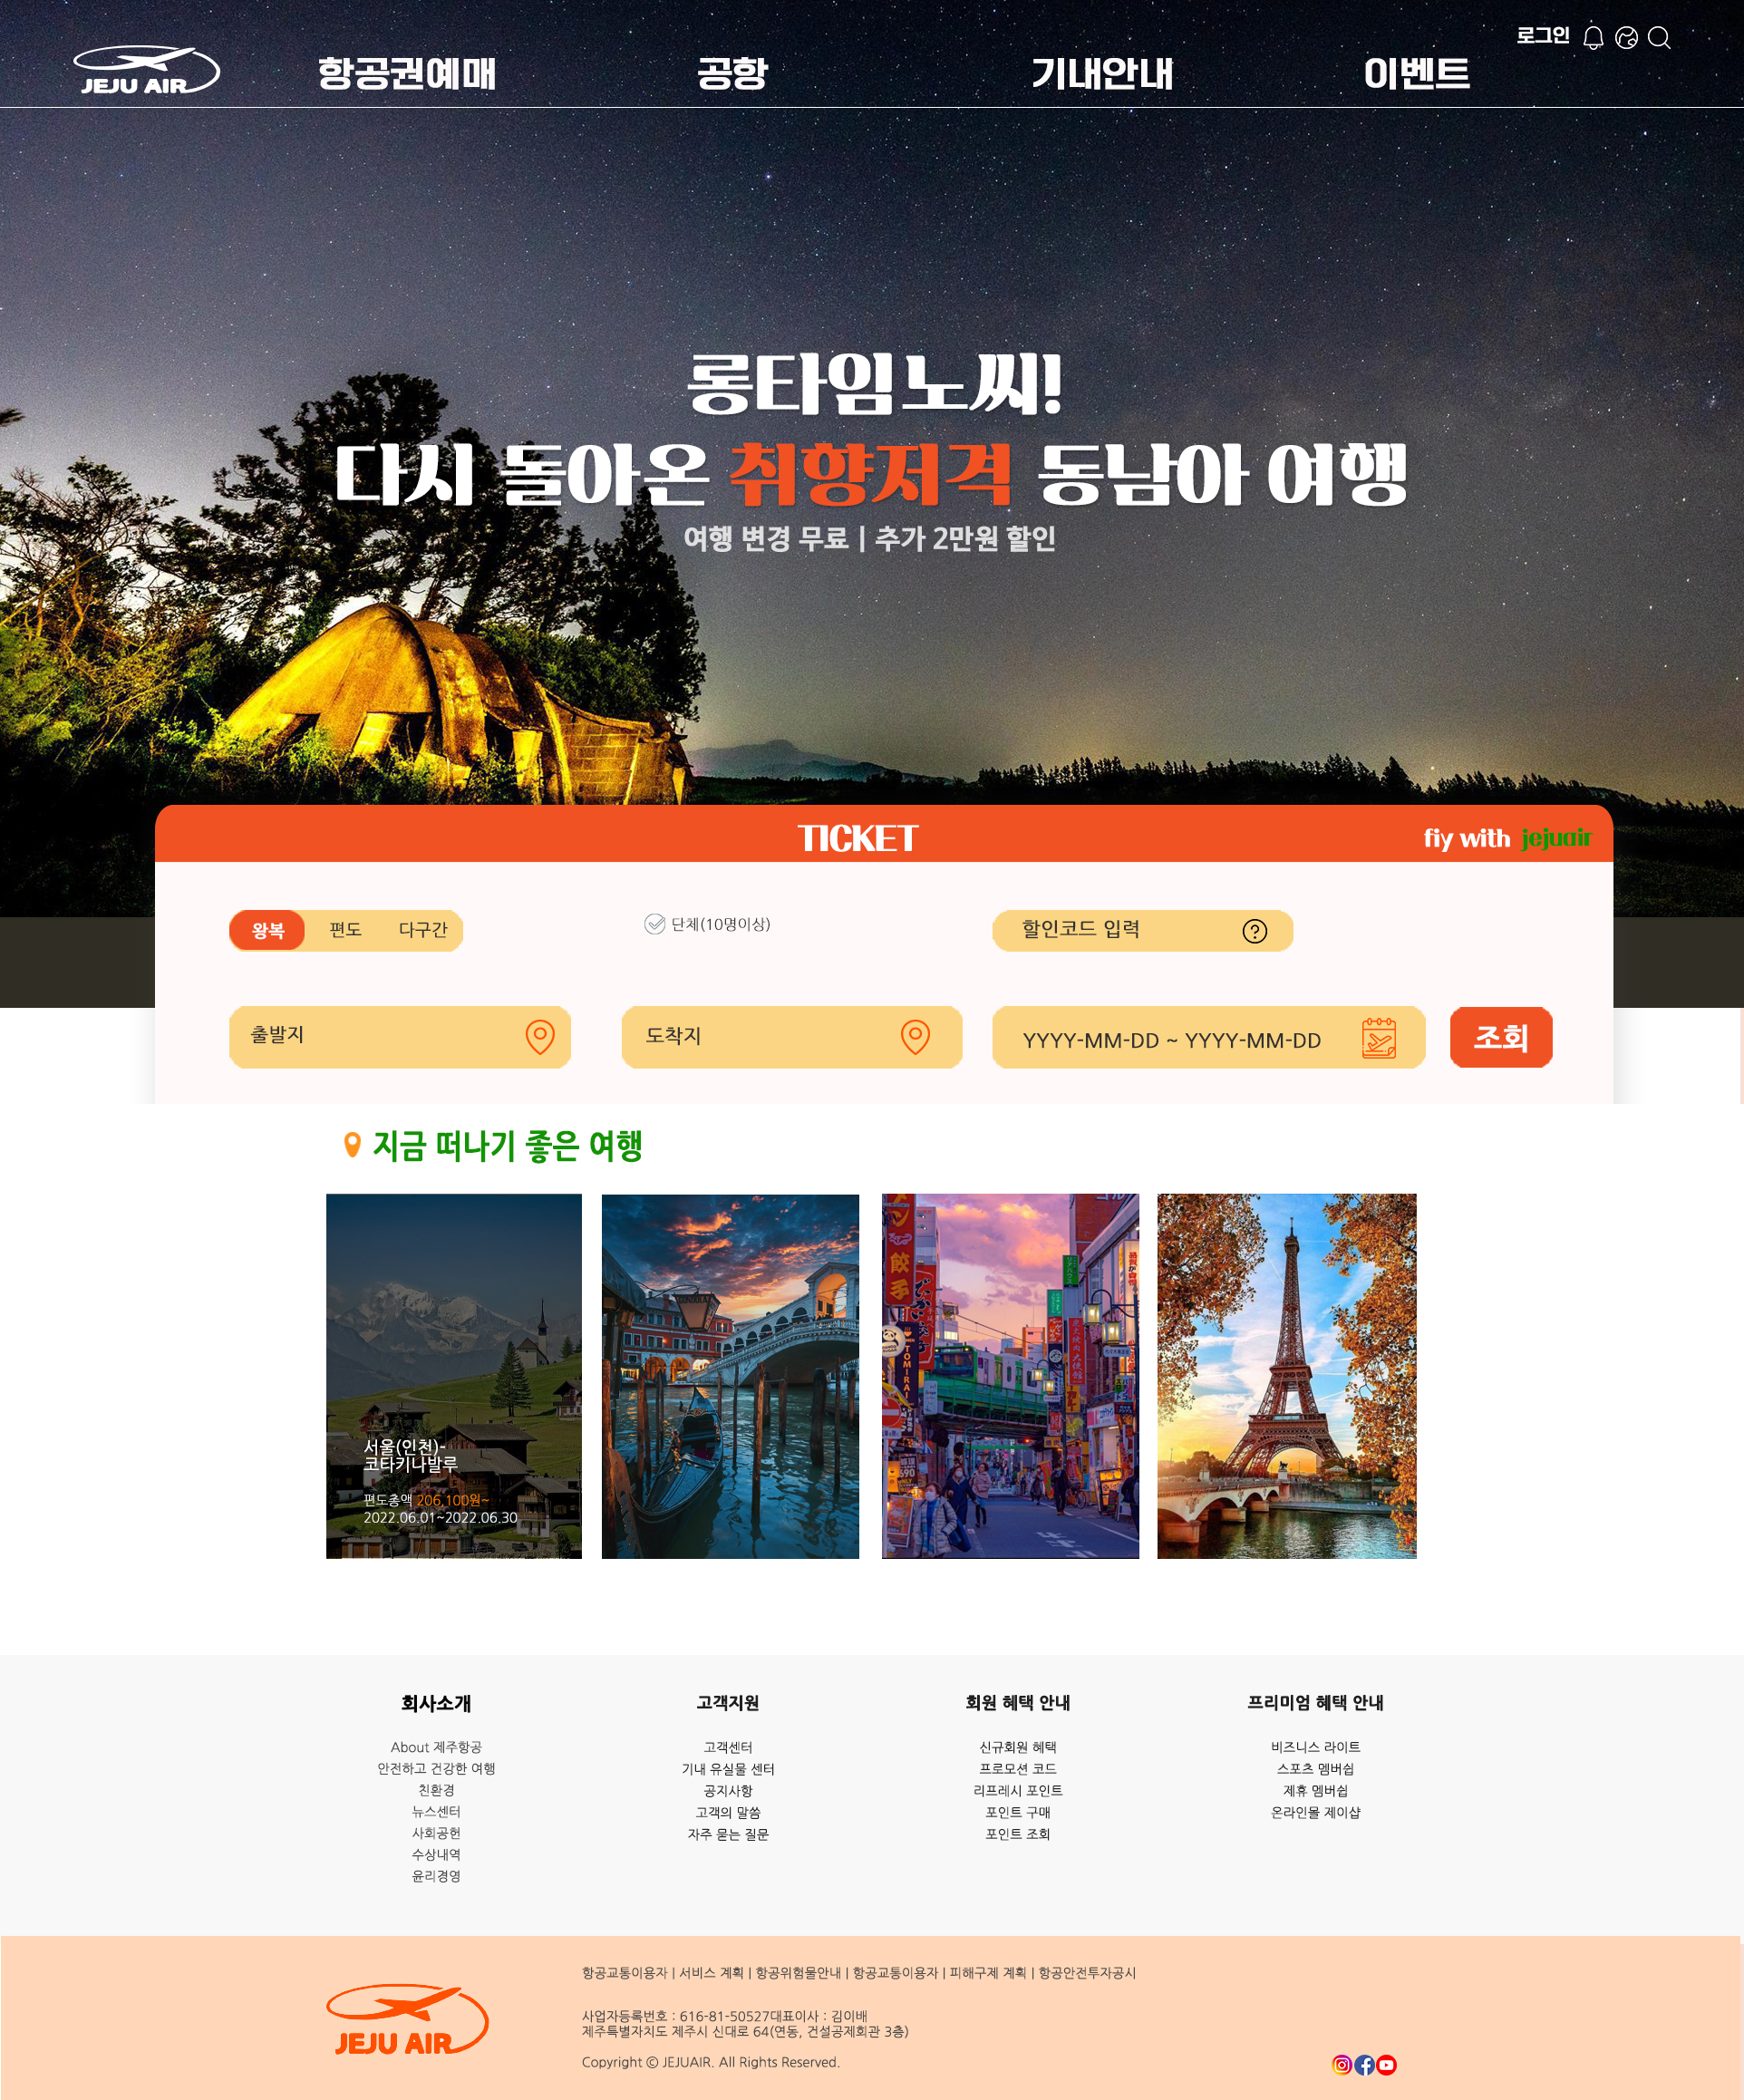 로그인
JEJU AIR
항공권예매 공항 기내안내 이벤트
롱타임노씨!
다시 돌아온 취향저격 동남아 여행
여행 변경 무료 | 추가 2만원 할인
TICKET
fiy with jejuair
왕복 편도 다구간
단체(10명이상)
할인코드 입력
출발지
도착지
YYYY-MM-DD ~ YYYY-MM-DD
조회
지금 떠나기 좋은 여행
서울(인천)-
코타키나발루
편도총액 206,100원~
2022.06.01~2022.06.30
餃子
TOMIRAI
690
회사소개
About 제주항공
안전하고 건강한 여행
친환경
뉴스센터
사회공헌
수상내역
윤리경영
고객지원
고객센터
기내 유실물 센터
공지사항
고객의 말씀
자주 묻는 질문
회원 혜택 안내
신규회원 혜택
프로모션 코드
리프레시 포인트
포인트 구매
포인트 조회
프리미엄 혜택 안내
비즈니스 라이트
스포츠 멤버쉽
제휴 멤버쉽
온라인몰 제이샵
JEJU AIR
항공교통이용자 | 서비스 계획 | 항공위험물안내 | 항공교통이용자 | 피해구제 계획 | 항공안전투자공시
사업자등록번호 : 616-81-50527대표이사 : 김이배
제주특별자치도 제주시 신대로 64(연동, 건설공제회관 3층)
Copyright © JEJUAIR. All Rights Reserved.